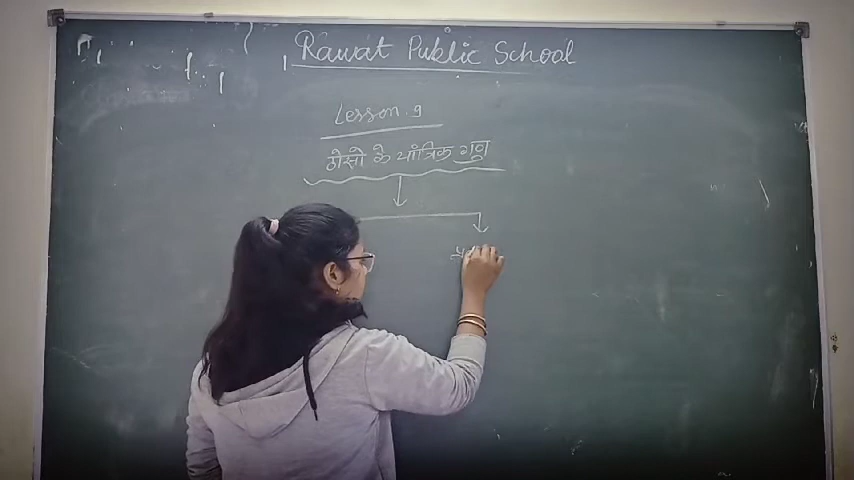 Rawat Public School
Lesson. 9
ठोसो के यांत्रिक गुण